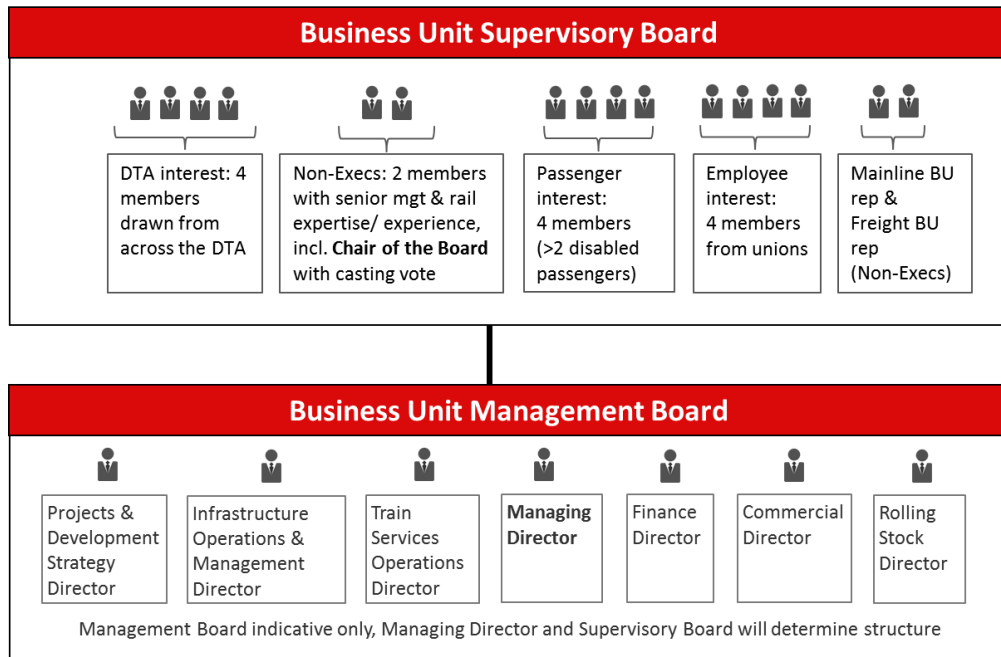 Business Unit Supervisory Board
DTA interest: 4
members
drawn from
across the DTA
Non-Execs: 2 members
with senior mgt & rail
expertise/ experience,
incl. Chair of the Board
with casting vote
Passenger
interest:
4 members
(>2 disabled
passengers)
Employee
interest:
4 members
from unions
Mainline BU
rep &
Freight BU
rep
(Non-Execs)
Business Unit Management Board
Projects &
Development
Strategy
Director
Infrastructure
Operations &
Management
Director
Train
Services
Operations
Director
Managing
Director
Finance
Director
Commercial
Director
Rolling
Stock
Director
Management Board indicative only, Managing Director and Supervisory Board will determine structure